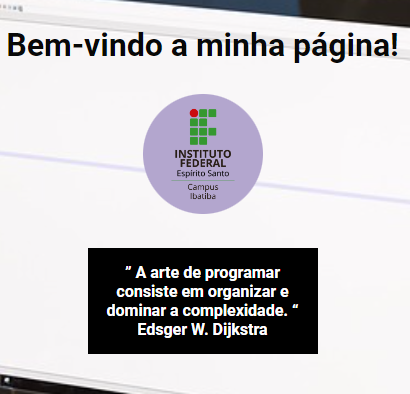 Bem-vindo a minha página!
INSTITUTO
FEDERAL
Espírito Santo
Campus
Ibatiba
” A arte de programar
consiste em organizar e
dominar a complexidade. “
Edsger W. Dijkstra